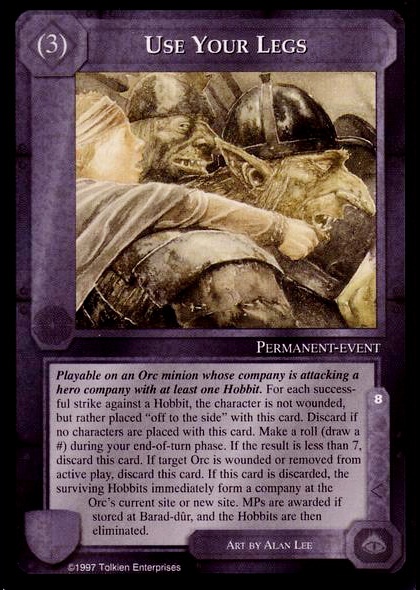 (3)
USE YOUR LEGS
PERMANENT-EVENT
Playable on an Orc minion whose company is attacking a
hero company with at least one Hobbit. For each success-
ful strike against a Hobbit, the character is not wounded,
but rather placed "off to the side" with this card. Discard if
no characters are placed with this card. Make a roll (draw a
#) during your end-of-turn phase. If the result is less than 7,
discard this card. If target Orc is wounded or removed from
active play, discard this card. If this card is discarded, the
surviving Hobbits immediately form a company at the
Orc's current site or new site. MPs are awarded if
stored at Barad-dûr, and the Hobbits are then
eliminated.
8
ART BY ALAN LEE
©1997 Tolkien Enterprises